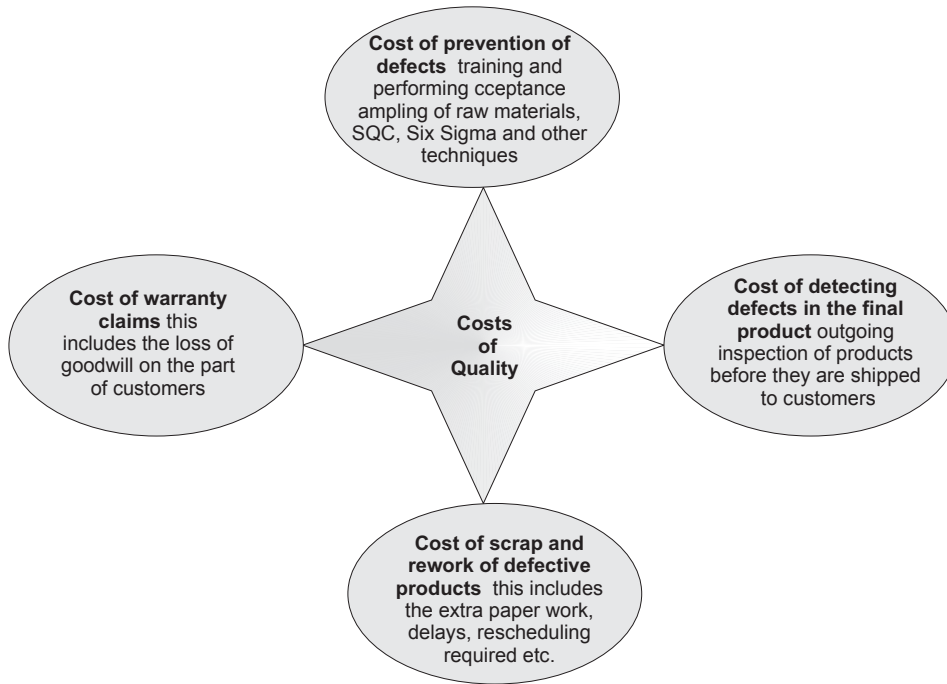 Cost of prevention of
defects training and
performing cceptance
ampling of raw materials,
SQC, Six Sigma and other
techniques
Cost of warranty
claims this
includes the loss of
goodwill on the part
of customers
Costs
of
Quality
Cost of detecting
defects in the final
product outgoing
inspection of products
before they are shipped
to customers
Cost of scrap and
rework of defective
products this includes
the extra paper work,
delays, rescheduling
required etc.